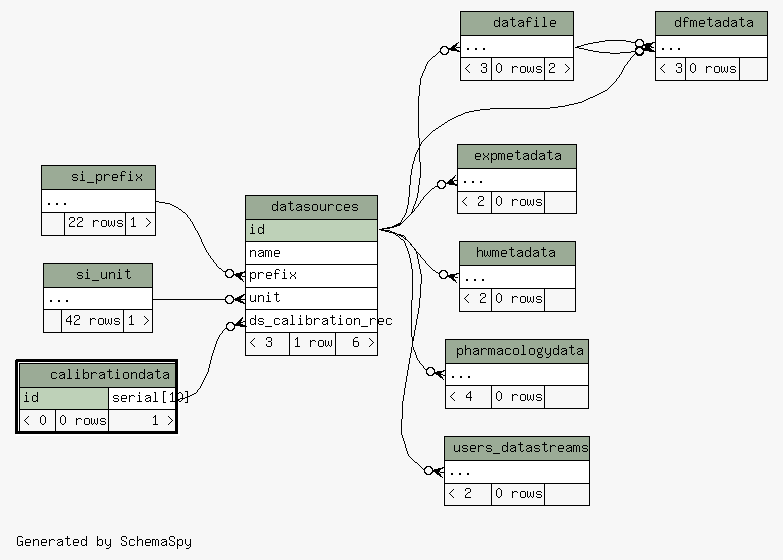 datafile
...
< 3 0 rows 2 >
dfmetadata
...
< 3 0 rows
expmetadata
...
< 2 0 rows
si_prefix
...
22 rows 1 >
datasources
id
name
prefix
unit
ds_calibration_rec
< 3 1 row 6 >
hwmetadata
...
< 2 0 rows
si_unit
...
42 rows 1 >
pharmacologydata
...
< 4 0 rows
calibrationdata
id serial[10]
< 0 0 rows 1 >
users_datastreams
...
< 2 0 rows
Generated by SchemaSpy